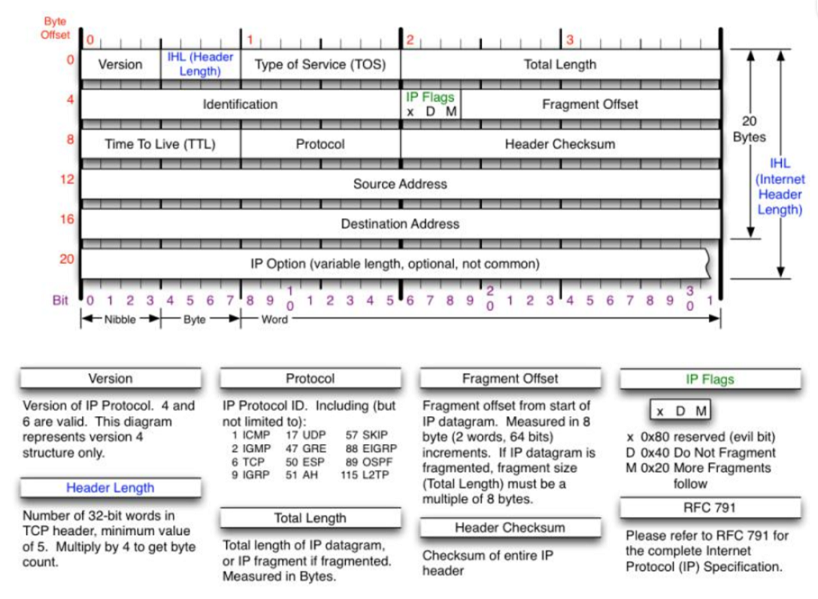 Byte
Offset
0 1 2 3
0 Version IHL (Header Length) Type of Service (TOS) Total Length
4 Identification IP Flags x D M Fragment Offset
8 Time To Live (TTL) Protocol Header Checksum
12 Source Address
16 Destination Address
20 IP Option (variable length, optional, not common)
20
Bytes
IHL
(Internet
Header
Length)
Bit 0 1 2 3 4 5 6 7 8 9 10 1 2 3 4 5 6 7 8 9 20 1 2 3 4 5 6 7 8 9 30 1
Nibble Byte Word
Version
Version of IP Protocol. 4 and
6 are valid. This diagram
represents version 4
structure only.
Header Length
Number of 32-bit words in
TCP header, minimum value
of 5. Multiply by 4 to get byte
count.
Protocol
IP Protocol ID. Including (but
not limited to):
1 ICMP 17 UDP 57 SKIP
2 IGMP 47 GRE 88 EIGRP
6 TCP 50 ESP 89 OSPF
9 IGRP 51 AH 115 L2TP
Total Length
Total length of IP datagram,
or IP fragment if fragmented.
Measured in Bytes.
Fragment Offset
Fragment offset from start of
IP datagram. Measured in 8
byte (2 words, 64 bits)
increments. If IP datagram is
fragmented, fragment size
(Total Length) must be a
multiple of 8 bytes.
Header Checksum
Checksum of entire IP
header
IP Flags
x D M
x 0x80 reserved (evil bit)
D 0x40 Do Not Fragment
M 0x20 More Fragments
follow
RFC 791
Please refer to RFC 791 for
the complete Internet
Protocol (IP) Specification.